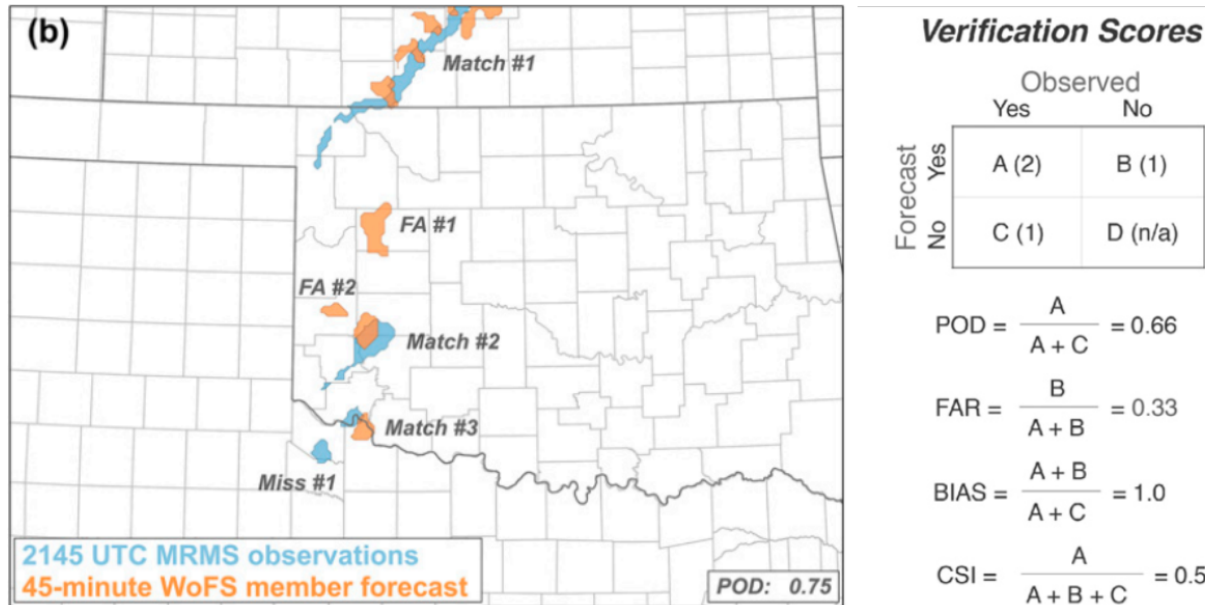 (b)
Match #1
FA #1
FA #2
Match #2
Match #3
Miss #1
2145 UTC MRMS observations
45-minute WoFS member forecast
POD: 0.75
Verification Scores
Observed
Yes No
Forecast
Yes
A (2) B (1)
No
C (1) D (n/a)
POD = A / A + C = 0.66
FAR = B / A + B = 0.33
BIAS = A + B / A + C = 1.0
CSI = A / A + B + C = 0.5